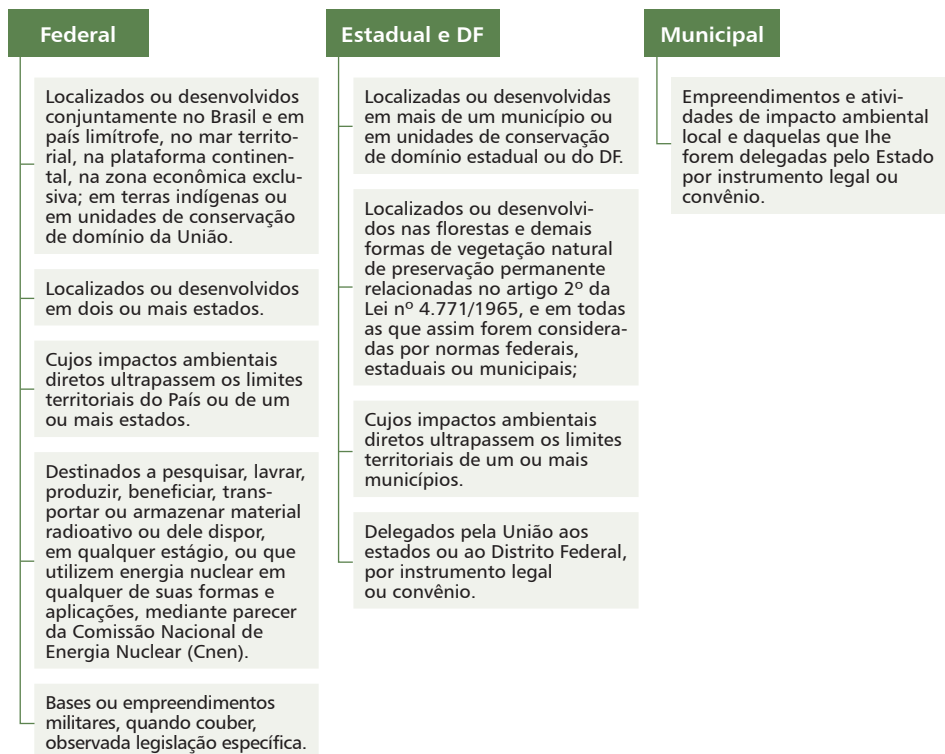 Federal
Localizados ou desenvolvidos
conjuntamente no Brasil e em
país limítrofe, no mar territo-
rial, na plataforma continen-
tal, na zona econômica exclu-
siva; em terras indígenas ou
em unidades de conservação
de domínio da União.
Localizados ou desenvolvidos
em dois ou mais estados.
Cujos impactos ambientais
diretos ultrapassem os limites
territoriais do País ou de um
ou mais estados.
Destinados a pesquisar, lavrar,
produzir, beneficiar, trans-
portar ou armazenar material
radioativo ou dele dispor,
em qualquer estágio, ou que
utilizem energia nuclear em
qualquer de suas formas e
aplicações, mediante parecer
da Comissão Nacional de
Energia Nuclear (Cnen).
Bases ou empreendimentos
militares, quando couber,
observada legislação específica.
Estadual e DF
Localizadas ou desenvolvidas
em mais de um município ou
em unidades de conservação
de domínio estadual ou do DF.
Localizados ou desenvolvi-
dos nas florestas e demais
formas de vegetação natural
de preservação permanente
relacionadas no artigo 2º da
Lei nº 4.771/1965, e em todas
as que assim forem considera-
das por normas federais,
estaduais ou municipais;
Cujos impactos ambientais
diretos ultrapassem os limites
territoriais de um ou mais
municípios.
Delegados pela União aos
estados ou ao Distrito Federal,
por instrumento legal
ou convênio.
Municipal
Empreendimentos e ativi-
dades de impacto ambiental
local e daquelas que lhe
forem delegadas pelo Estado
por instrumento legal ou
convênio.